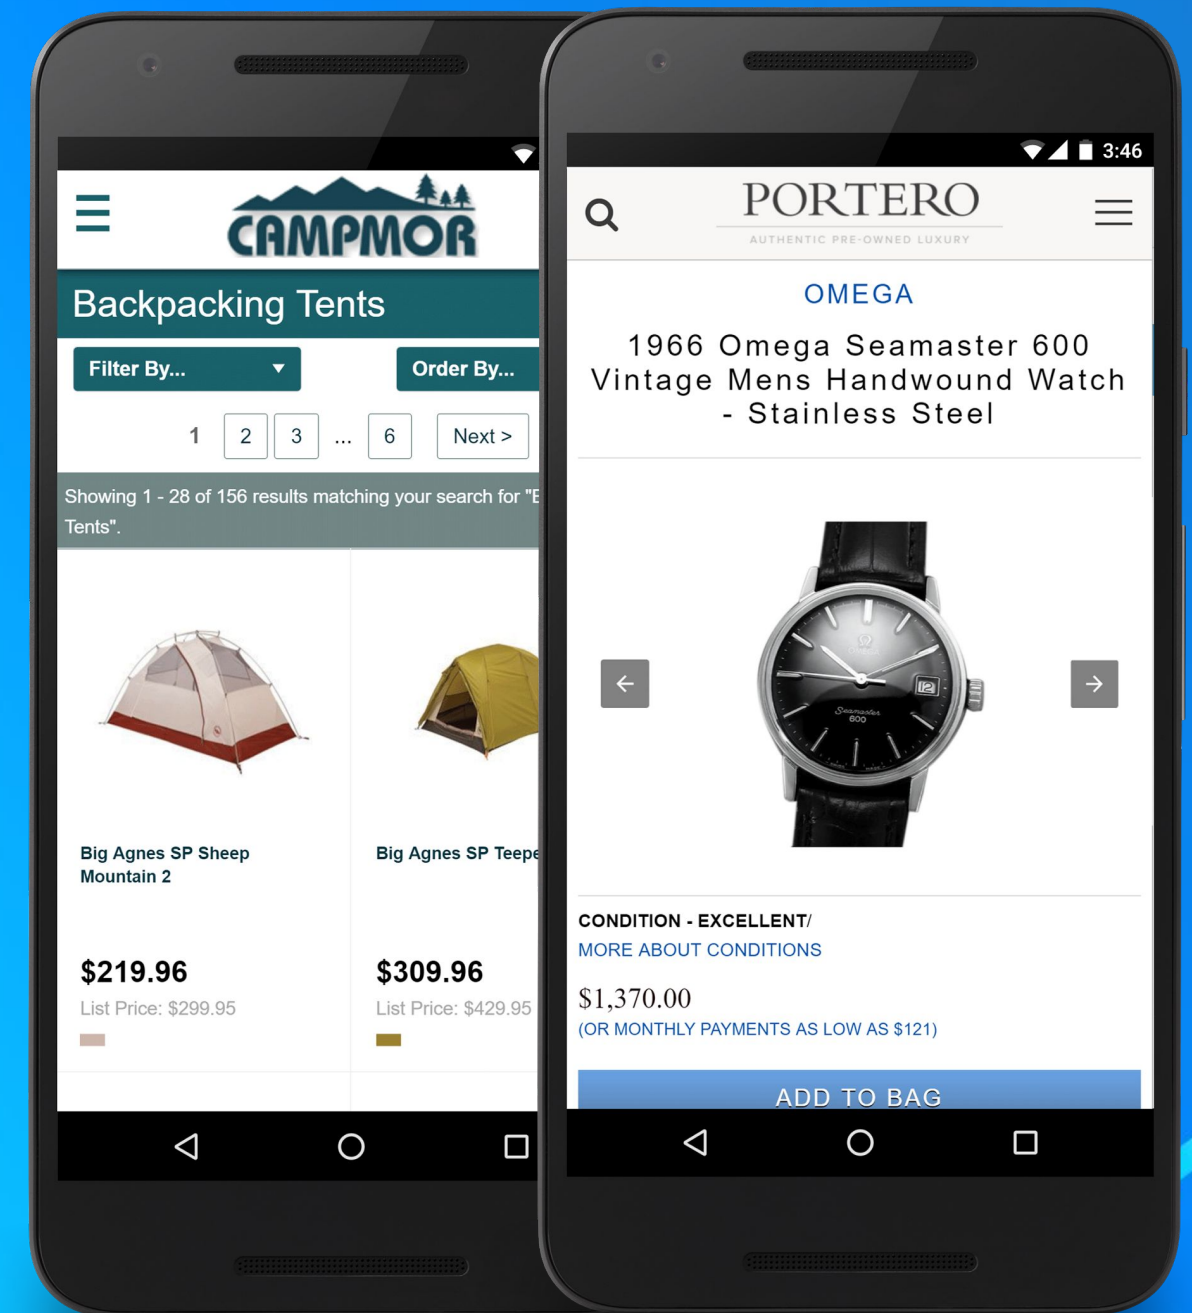 CAMPMOR
Backpacking Tents
Filter By...
Order By...
1 2 3 ... 6 Next >
Showing 1 - 28 of 156 results matching your search for
Tents".
Big Agnes SP Sheep
Mountain 2
$219.96
List Price: $299.95
Big Agnes SP
$309.96
List Price: $429.95
3:46
PORTERO
AUTHENTIC PRE-OWNED LUXURY
OMEGA
1966 Omega Seamaster 600
Vintage Mens Handwound Watch
- Stainless Steel
12
Seamaster
600
CONDITION - EXCELLENT/
MORE ABOUT CONDITIONS
$1,370.00
(OR MONTHLY PAYMENTS AS LOW AS $121)
ADD TO BAG